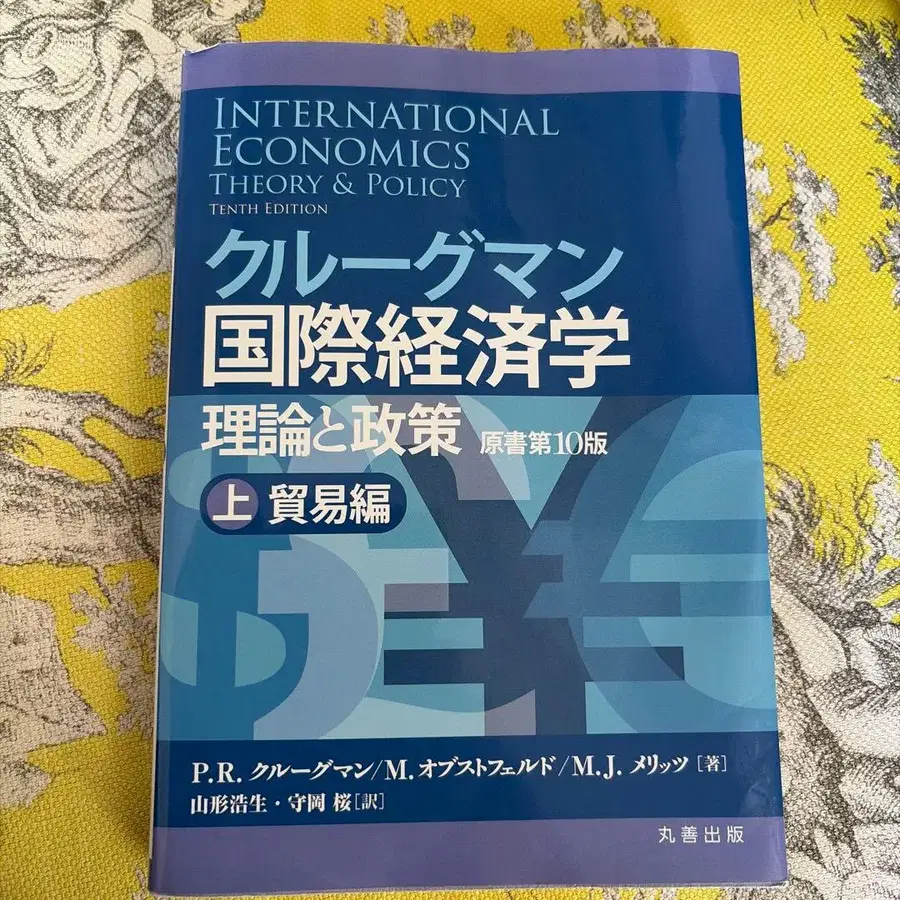 INTERNATIONAL
ECONOMICS
THEORY & POLICY
TENTH EDITION
クルーグマン
国際経済学
理論と政策 原書第10版
上 貿易編
P.R. クルーグマン/M. オブストフェルド/M.J. メリッツ [著]
山形浩生・守岡 桜[訳]
丸善出版